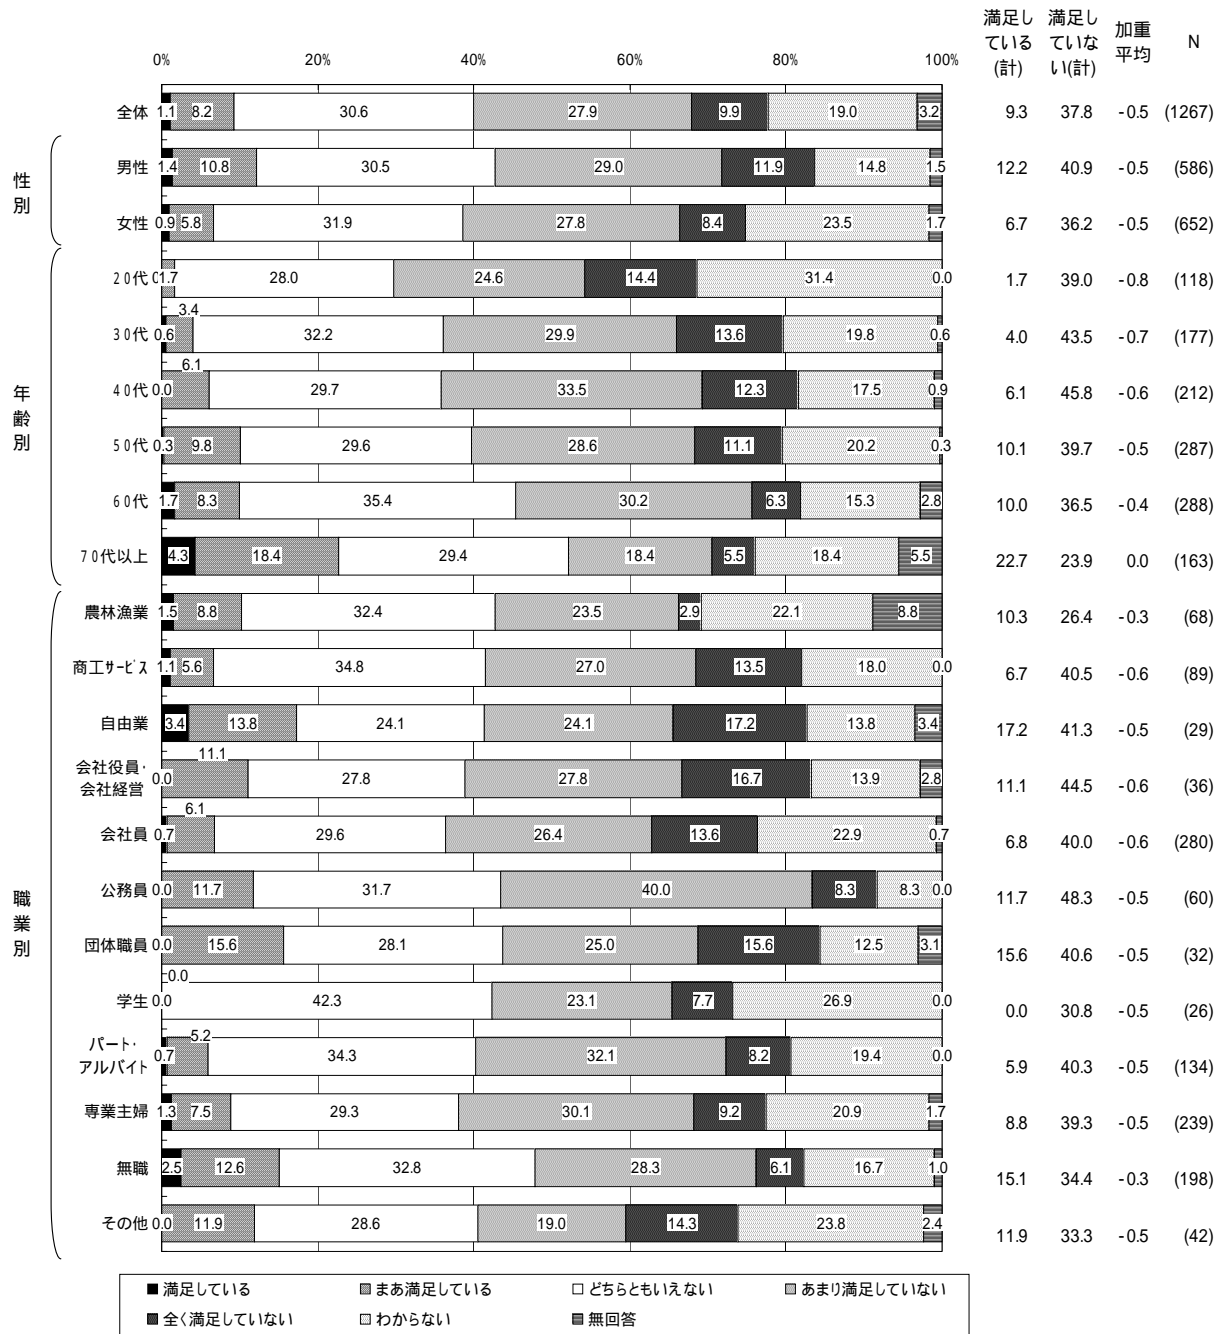 満足し 満足し
ている ていな 加重 N
(計) い(計) 平均
0% 20% 40% 60% 80% 100%
全体 1.1 8.2 30.6 27.9 9.9 19.0 3.2 9.3 37.8 -0.5 (1267)
性別
男性 1.4 10.8 30.5 29.0 11.9 14.8 1.5 12.2 40.9 -0.5 (586)
女性 0.9 5.8 31.9 27.8 8.4 23.5 1.7 6.7 36.2 -0.5 (652)
年齢別
20代 1.7 28.0 24.6 14.4 31.4 0.0 1.7 39.0 -0.8 (118)
30代 0.6 3.4 32.2 29.9 13.6 19.8 0.6 4.0 43.5 -0.7 (177)
40代 0.0 6.1 29.7 33.5 12.3 17.5 0.9 6.1 45.8 -0.6 (212)
50代 0.3 9.8 29.6 28.6 11.1 20.2 0.3 10.1 39.7 -0.5 (287)
60代 1.7 8.3 35.4 30.2 6.3 15.3 2.8 10.0 36.5 -0.4 (288)
70代以上 4.3 18.4 29.4 18.4 5.5 18.4 5.5 22.7 23.9 0.0 (163)
職業別
農林漁業 1.5 8.8 32.4 23.5 2.9 22.1 8.8 10.3 26.4 -0.3 (68)
商工サービス 1.1 5.6 34.8 27.0 13.5 18.0 0.0 6.7 40.5 -0.6 (89)
自由業 3.4 13.8 24.1 24.1 17.2 13.8 3.4 17.2 41.3 -0.5 (29)
会社役員・
会社経営 0.0 11.1 27.8 27.8 16.7 13.9 2.8 11.1 44.5 -0.6 (36)
会社員 0.7 6.1 29.6 26.4 13.6 22.9 0.7 6.8 40.0 -0.6 (280)
公務員 0.0 11.7 31.7 40.0 8.3 8.3 0.0 11.7 48.3 -0.5 (60)
団体職員 0.0 15.6 28.1 25.0 15.6 12.5 3.1 15.6 40.6 -0.5 (32)
学生 0.0 0.0 42.3 23.1 7.7 26.9 0.0 0.0 30.8 -0.5 (26)
パート・
アルバイト 0.7 5.2 34.3 32.1 8.2 19.4 0.0 5.9 40.3 -0.5 (134)
専業主婦 1.3 7.5 29.3 30.1 9.2 20.9 1.7 8.8 39.3 -0.5 (239)
無職 2.5 12.6 32.8 28.3 6.1 16.7 1.0 15.1 34.4 -0.3 (198)
その他 0.0 11.9 28.6 19.0 14.3 23.8 2.4 11.9 33.3 -0.5 (42)
満足している まあ満足している どちらともいえない あまり満足していない
全く満足していない わからない 無回答